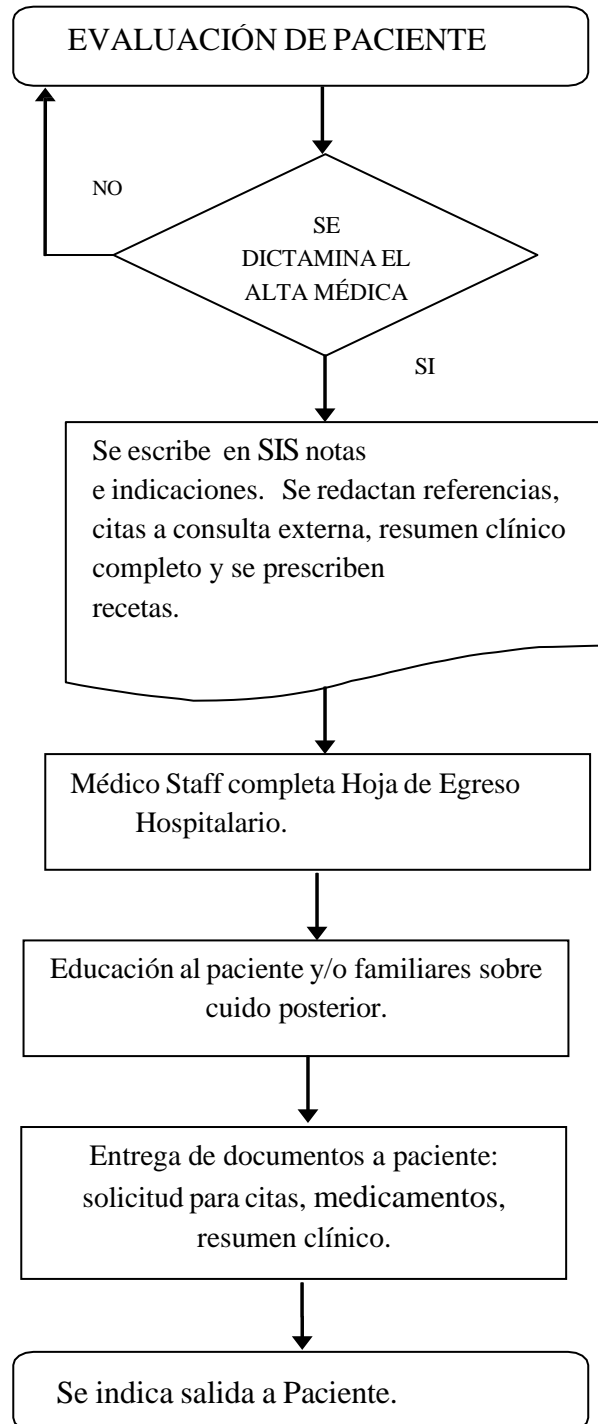 EVALUACIÓN DE PACIENTE
NO
SE
DICTAMINA EL
ALTA MÉDICA
SI
Se escribe en SIS notas
e indicaciones. Se redactan referencias,
citas a consulta externa, resumen clínico
completo y se prescriben
recetas.
Médico Staff completa Hoja de Egreso
Hospitalario.
Educación al paciente y/o familiares sobre
cuido posterior.
Entrega de documentos a paciente:
solicitud para citas, medicamentos,
resumen clínico.
Se indica salida a Paciente.